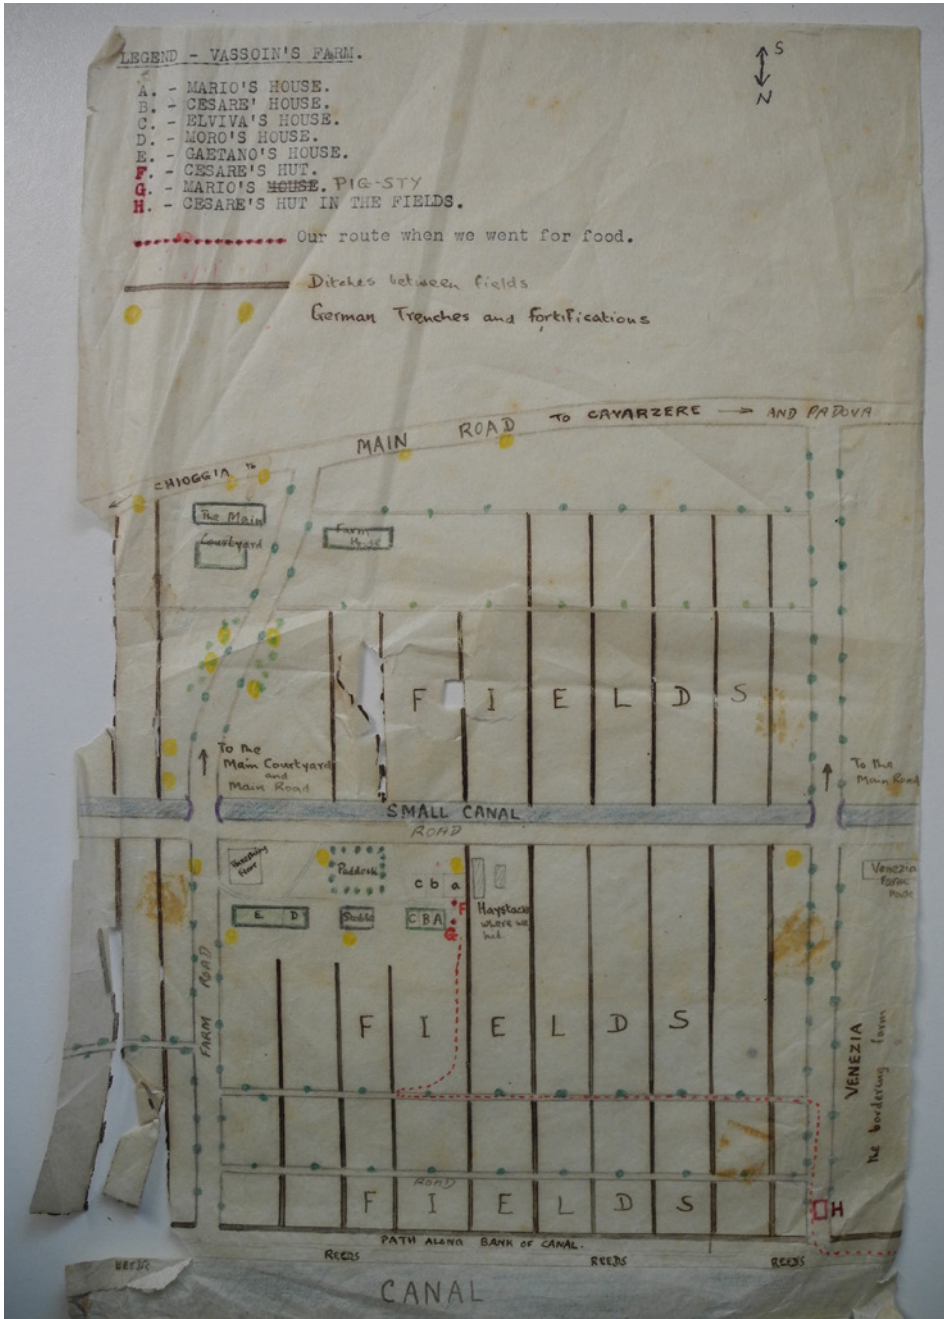 LEGEND - VASSOIN'S FARM.
S
N
A. - MARIO'S HOUSE.
B. - CESARE' HOUSE.
C. - ELVIVA'S HOUSE.
D. - MORO'S HOUSE.
E. - GAETANO'S HOUSE.
F. - CESARE'S HUT.
G. - MARIO'S HOUSE. PIG-STY
H. - CESARE'S HUT IN THE FIELDS.
Our route when we went for food.
Ditches between fields
German Trenches and fortifications
MAIN ROAD TO CAVARZERE → AND PADOVA
← CHIOGGIA
The Main
Courtyard
Farm
House
FIELDS
To the
Main Courtyard
and
Main Road
To the
Main Road
SMALL CANAL
ROAD
Threshing
Floor
Paddock
c b a
Venezia
Farm
House
E D
Stable
C B A
F
G
Haystacks
where we
hid.
FARM ROAD
FIELDS
VENEZIA
the bordering farm
ROAD
FIELDS
H
PATH ALONG BANK OF CANAL.
REEDS
REEDS
REEDS
REEDS
CANAL